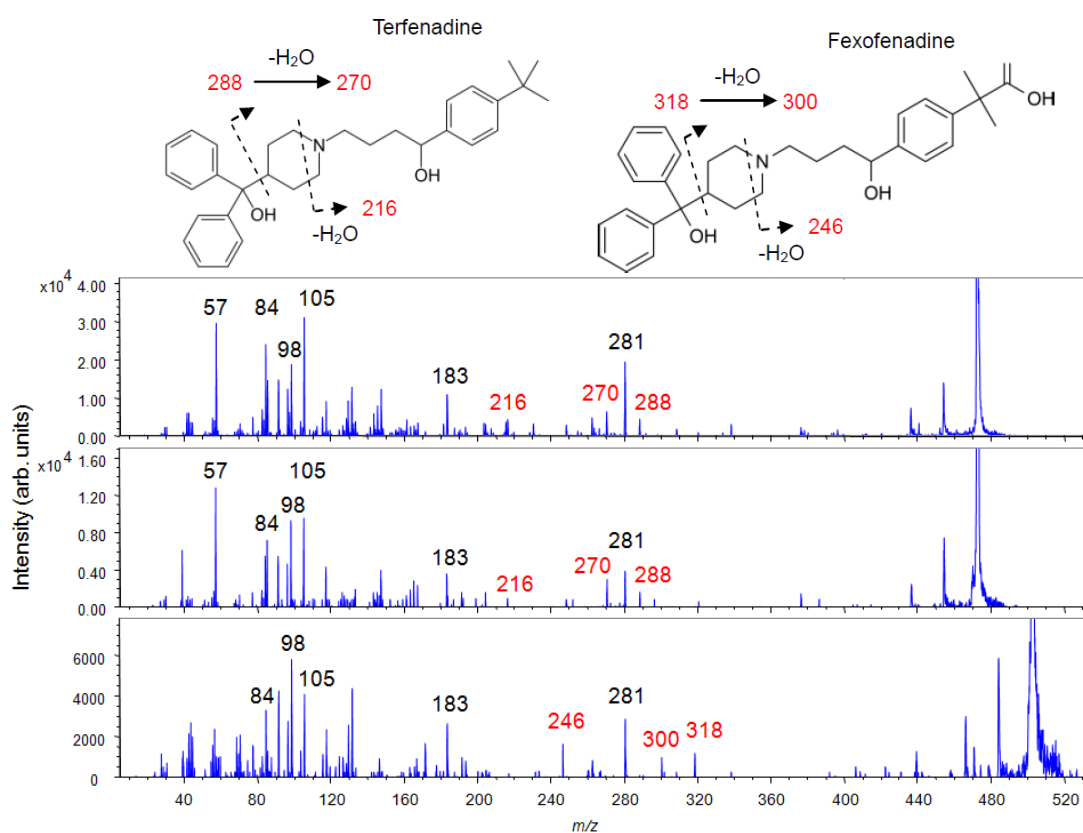 Terfenadine
Fexofenadine
-H₂O
288 270
-H₂O
318 300
N
OH
OH
216
-H₂O
OH
N
OH
OH
246
-H₂O
x10⁴
4.00
3.00
2.00
1.00
0.00
57
84
98
105
183
216
270
281
288
x10⁴
1.60
1.20
0.80
0.40
0.00
57
84
98
105
183
216
270
281
288
6000
4000
2000
0
84
98
105
183
246
281
300
318
Intensity (arb. units)
40 80 120 160 200 240 280 320 360 400 440 480 520
m/z